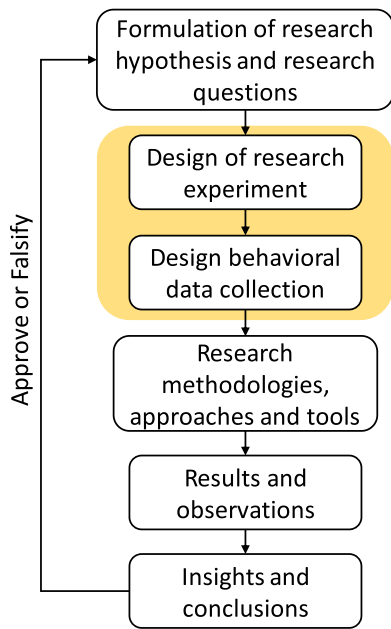 Formulation of research
hypothesis and research
questions
Design of research
experiment
Design behavioral
data collection
Research
methodologies,
approaches and tools
Results and
observations
Insights and
conclusions
Approve or Falsify